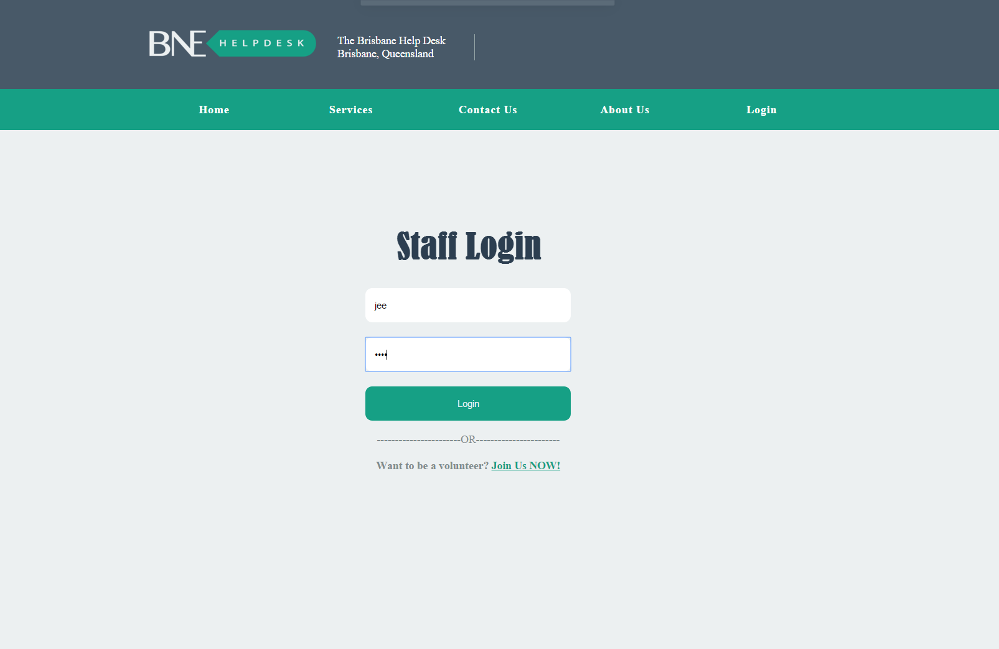 BNE HELPDESK
The Brisbane Help Desk
Brisbane, Queensland
Home Services Contact Us About Us Login
Staff Login
jee
••••
Login
-----------------------OR-----------------------
Want to be a volunteer? Join Us NOW!